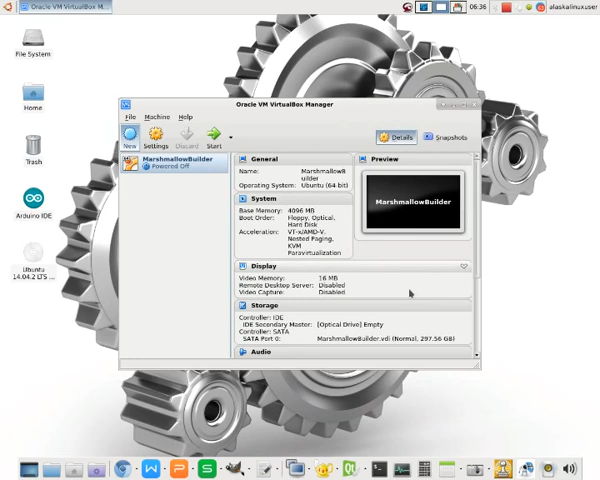 Oracle VM VirtualBox M...
06:36
alaskalinuxuser
File System
Home
Trash
Arduino IDE
Ubuntu
14.04.2 LTS ...
Oracle VM VirtualBox Manager
File Machine Help
New Settings Discard Start
Details Snapshots
MarshmallowBuilder
Powered Off
General
Name: MarshmallowB
uilder
Operating System: Ubuntu (64 bit)
System
Base Memory: 4096 MB
Boot Order: Floppy, Optical,
Hard Disk
Acceleration: VT-x/AMD-V,
Nested Paging,
KVM
Paravirtualization
Preview
MarshmallowBuilder
Display
Video Memory: 16 MB
Remote Desktop Server: Disabled
Video Capture: Disabled
Storage
Controller: IDE
IDE Secondary Master: [Optical Drive] Empty
Controller: SATA
SATA Port 0: MarshmallowBuilder.vdi (Normal, 297.56 GB)
Audio
W P S Qt